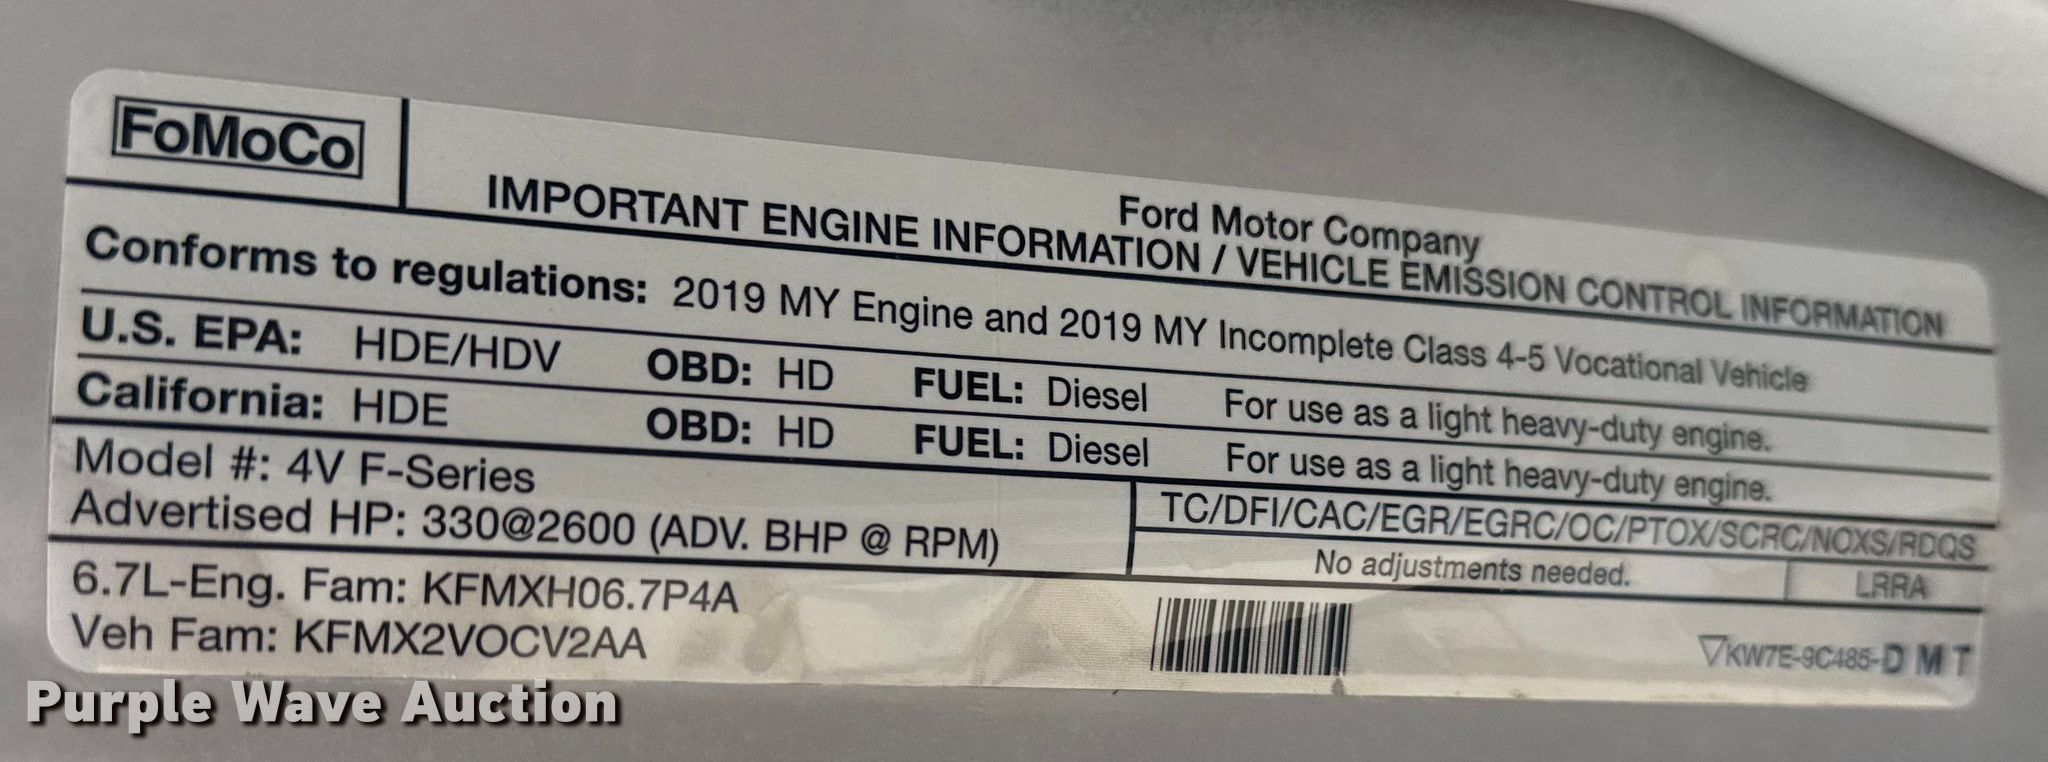 FoMoCo
Ford Motor Company
IMPORTANT ENGINE INFORMATION / VEHICLE EMISSION CONTROL INFORMATION
Conforms to regulations: 2019 MY Engine and 2019 MY Incomplete Class 4-5 Vocational Vehicle
U.S. EPA: HDE/HDV OBD: HD FUEL: Diesel For use as a light heavy-duty engine.
California: HDE OBD: HD FUEL: Diesel For use as a light heavy-duty engine.
Model #: 4V F-Series
Advertised HP: 330@2600 (ADV. BHP @ RPM)
TC/DFI/CAC/EGR/EGRC/OC/PTOX/SCRC/NOXS/RDQS
No adjustments needed. LRRA
6.7L-Eng. Fam: KFMXH06.7P4A
Veh Fam: KFMX2VOCV2AA
KW7E-9C485-DMT
Purple Wave Auction